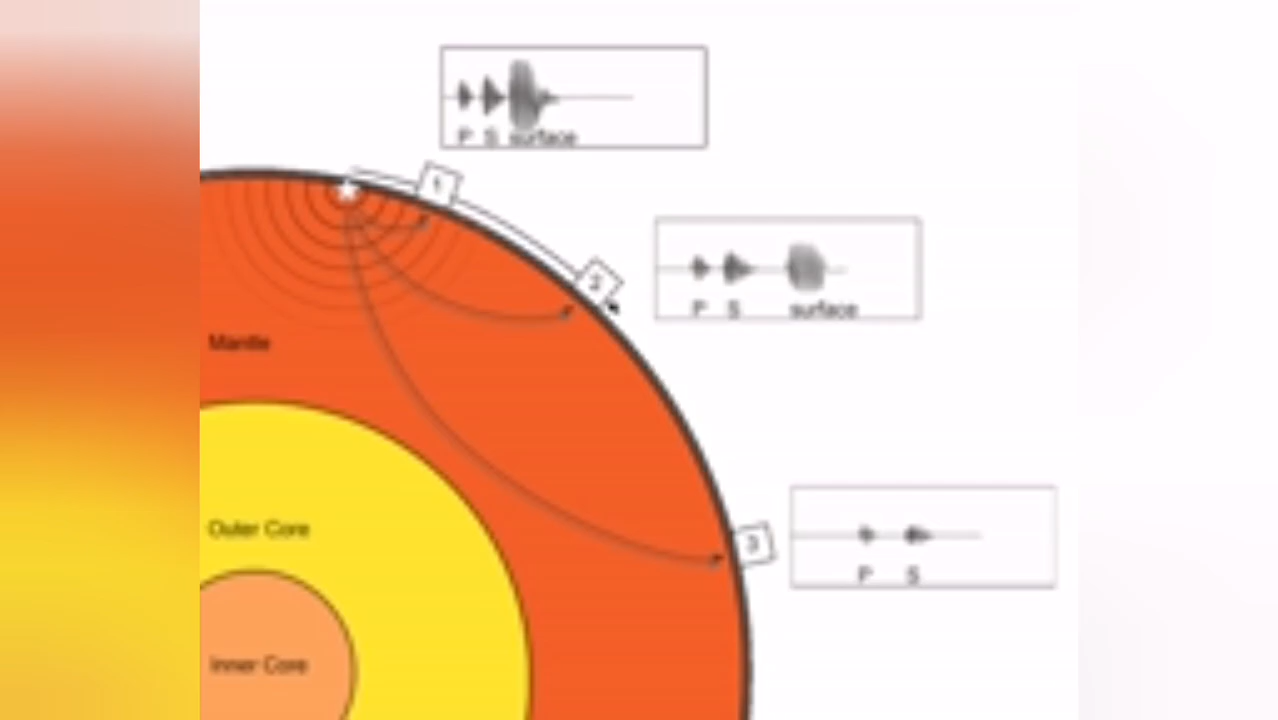 P S surface
1
2
P S surface
Mantle
Outer Core
3
P S
Inner Core